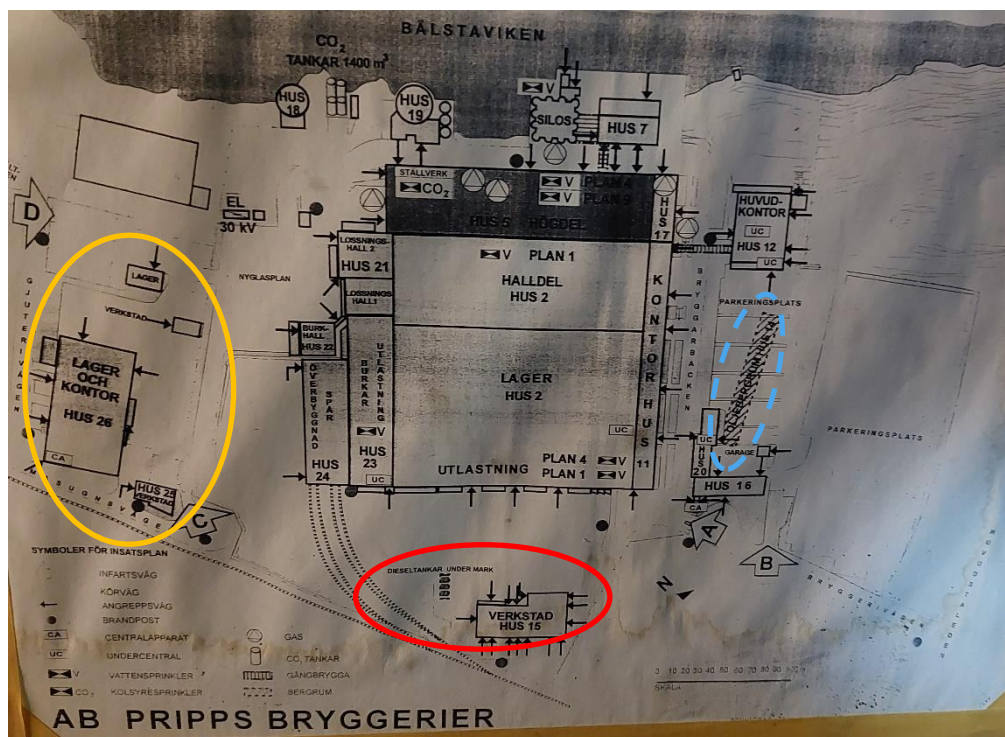 BÄLSTAVIKEN
CO2
TANKAR 1400 m3
HUS
18
HUS
19
V
SILOS
HUS 7
STÄLLVERK
CO2
V PLAN 4
V PLAN 3
HUS 5 HÖGDEL
HUS 17
HUVUD-
KONTOR
UC
HUS 12
UC
D
EL
30 kV
LOSSNINGS-
HALL 2
HUS 21
NYGLASPLAN
LOSSNINGS
HALL 1
V PLAN 1
HALLDEL
HUS 2
KONTORHUS
11
BRYGGARBACKEN
PARKERINGSPLATS
LAGER
VERKSTAD
GJUTERIVÄGEN
BURK-
HALL
HUS 22
LAGER
OCH
KONTOR
HUS 26
CA
SPÅR
ÖVERBYGGNAD
HUS
24
UTLASTNING
BURKAR
V
HUS
23
UC
LAGER
HUS 2
UC
PLAN 4 V
UTLASTNING PLAN 1 V
UC
HUS 20
GARAGE
HUS 16
CA
PARKERINGSPLATS
HUS 25
VERKSTAD
C
A
B
N
DIESELTANKAR UNDER MARK
VERKSTAD
HUS 15
SYMBOLER FÖR INSATSPLAN
INFARTSVÄG
KÖRVÄG
ANGREPPSVÄG
BRANDPOST
CA CENTRALAPPARAT
UC UNDERCENTRAL
V VATTENSPRINKLER
CO2 KOLSYRESPRINKLER
GAS
CO2 TANKAR
GÅNGBRYGGA
BERGRUM
SKALA
AB PRIPPS BRYGGERIER